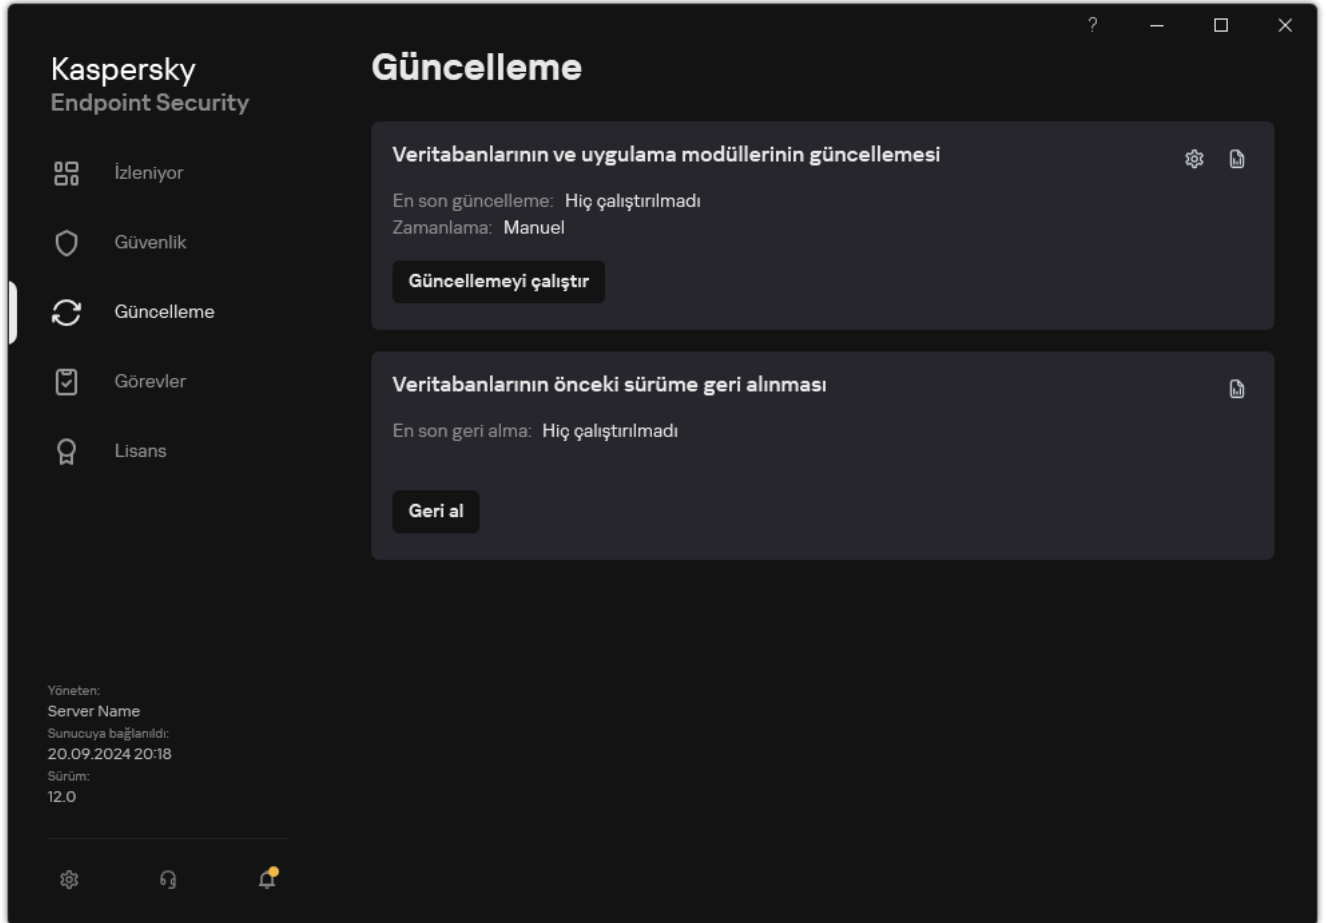 ?
Kaspersky
Endpoint Security
İzleniyor
Güvenlik
Güncelleme
Görevler
Lisans
Yöneten:
Server Name
Sunucuya bağlanıldı:
20.09.2024 20:18
Sürüm:
12.0
Güncelleme
Veritabanlarının ve uygulama modüllerinin güncellemesi
En son güncelleme: Hiç çalıştırılmadı
Zamanlama: Manuel
Güncellemeyi çalıştır
Veritabanlarının önceki sürüme geri alınması
En son geri alma: Hiç çalıştırılmadı
Geri al